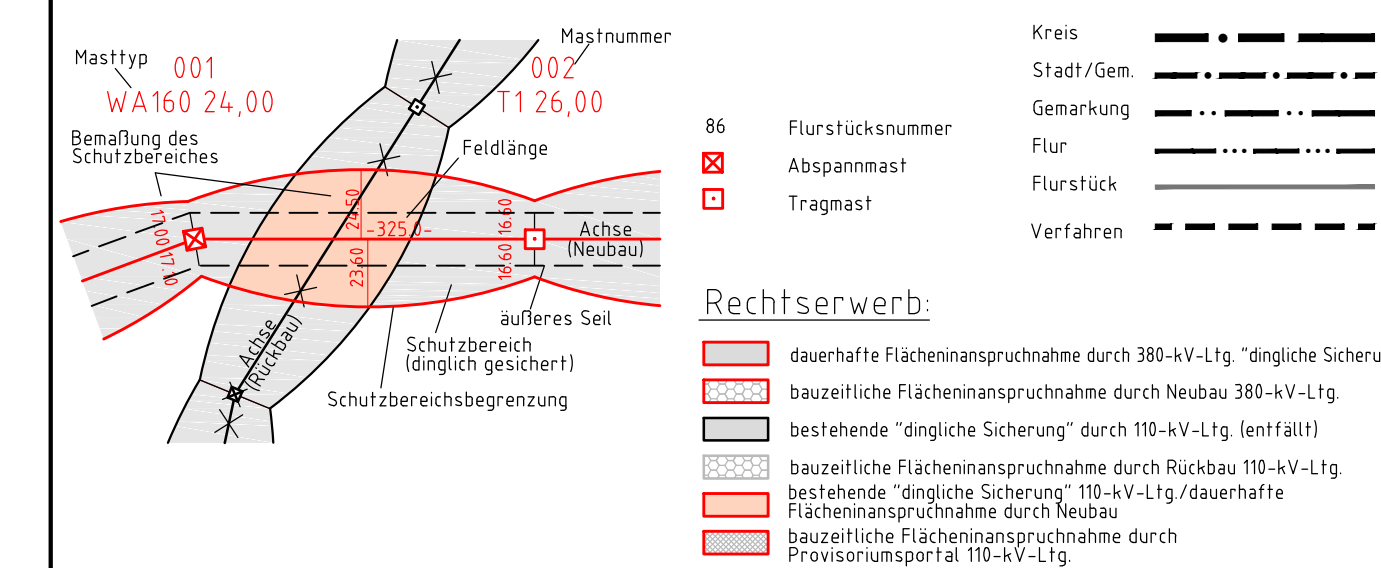 Masttyp
001
WA160 24,00
Mastnummer
002
T1 26,00
Bemaßung des
Schutzbereiches
Feldlänge
17.00
17.10
24.50
23.60
-325.0-
16.60
16.60
Achse
(Neubau)
äußeres Seil
Achse
(Rückbau)
Schutzbereich
(dinglich gesichert)
Schutzbereichsbegrenzung
86
Flurstücksnummer
Abspannmast
Tragmast
Kreis
Stadt/Gem.
Gemarkung
Flur
Flurstück
Verfahren
Rechtserwerb:
dauerhafte Flächeninanspruchnahme durch 380-kV-Ltg. "dingliche Sicheru
bauzeitliche Flächeninanspruchnahme durch Neubau 380-kV-Ltg.
bestehende "dingliche Sicherung" durch 110-kV-Ltg. (entfällt)
bauzeitliche Flächeninanspruchnahme durch Rückbau 110-kV-Ltg.
bestehende "dingliche Sicherung" 110-kV-Ltg./dauerhafte
Flächeninanspruchnahme durch Neubau
bauzeitliche Flächeninanspruchnahme durch
Provisoriumsportal 110-kV-Ltg.